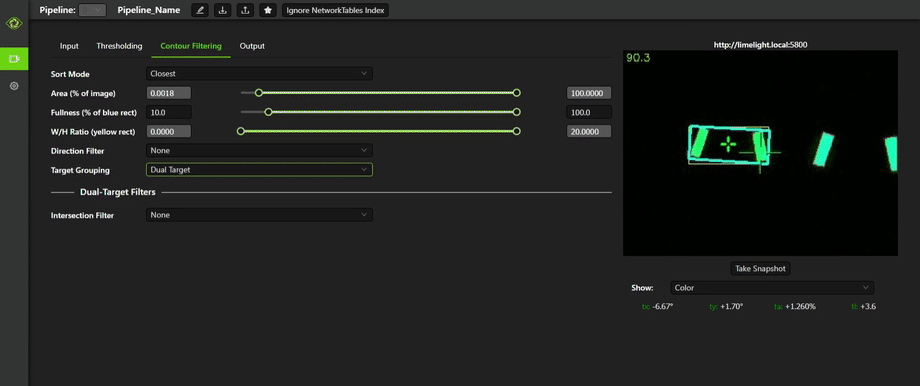 Pipeline: Pipeline_Name Ignore NetworkTables Index
Input Thresholding Contour Filtering Output
Sort Mode Closest
Area (% of image) 0.0018 100.0000
Fullness (% of blue rect) 10.0 100.0
W/H Ratio (yellow rect) 0.0000 20.0000
Direction Filter None
Target Grouping Dual Target
Dual-Target Filters
Intersection Filter None
http://limelight.local:5800
90.3
Take Snapshot
Show: Color
tx: -6.67° ty: +1.70° ta: +1.260% tl: +3.6